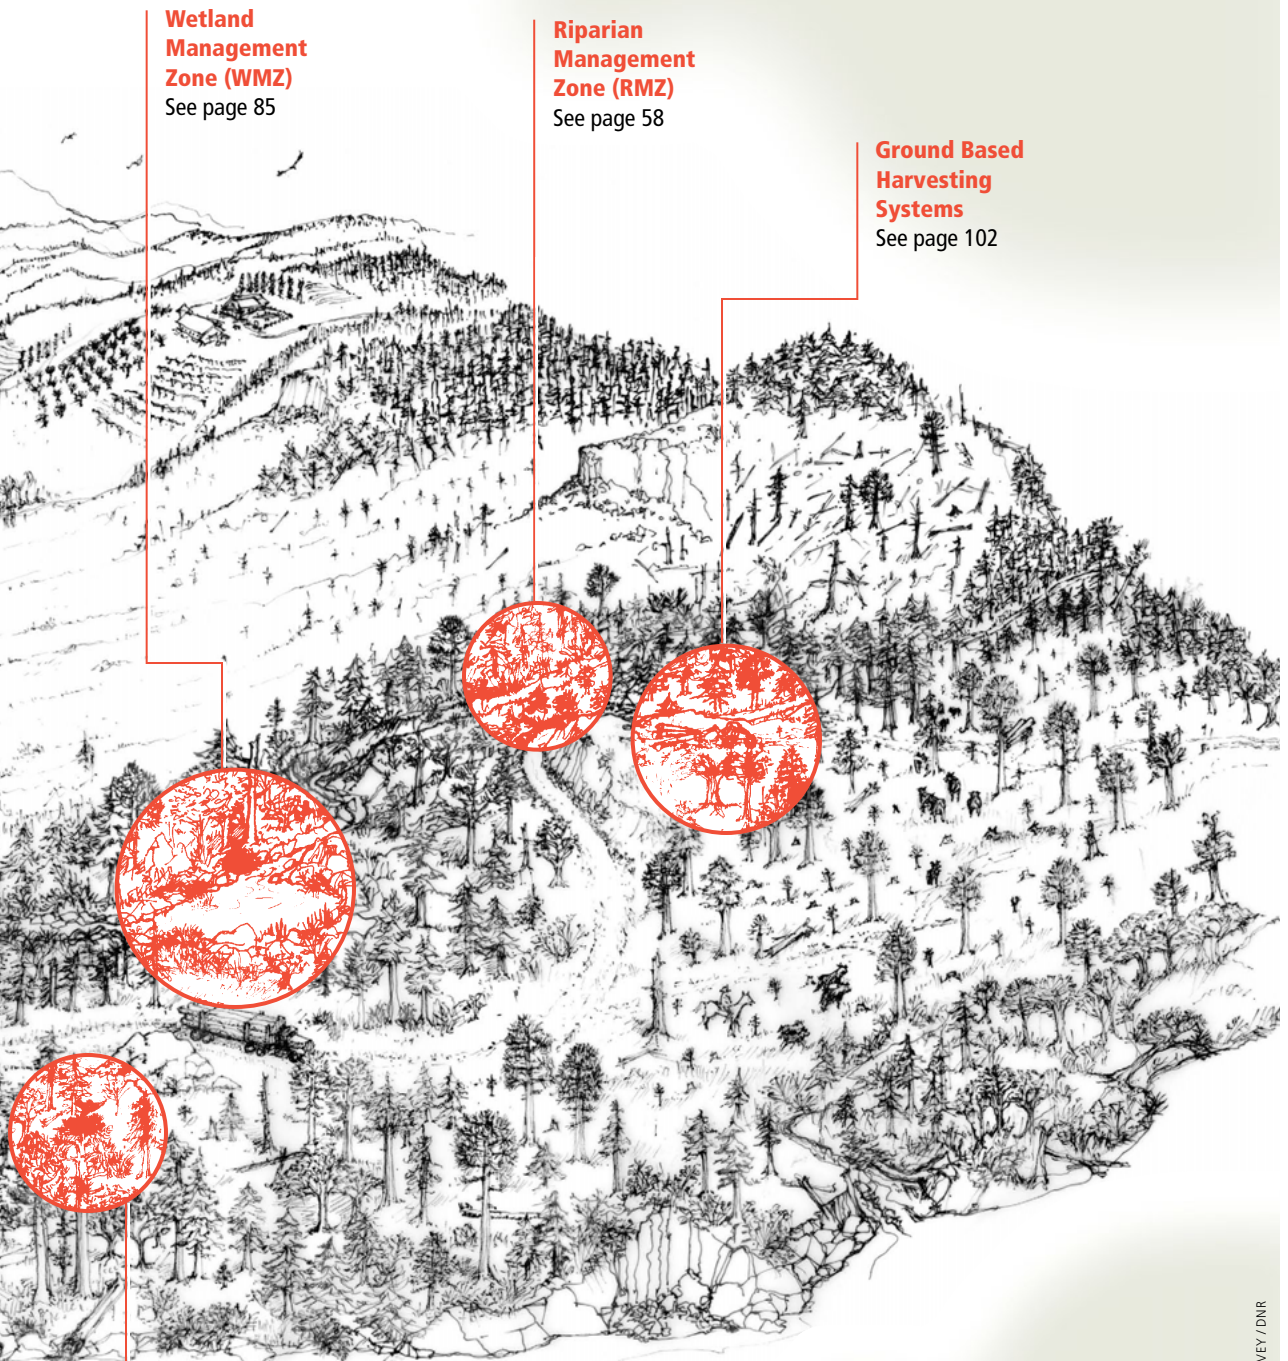 Wetland
Management
Zone (WMZ)
See page 85
Riparian
Management
Zone (RMZ)
See page 58
Ground Based
Harvesting
Systems
See page 102
/ DNR